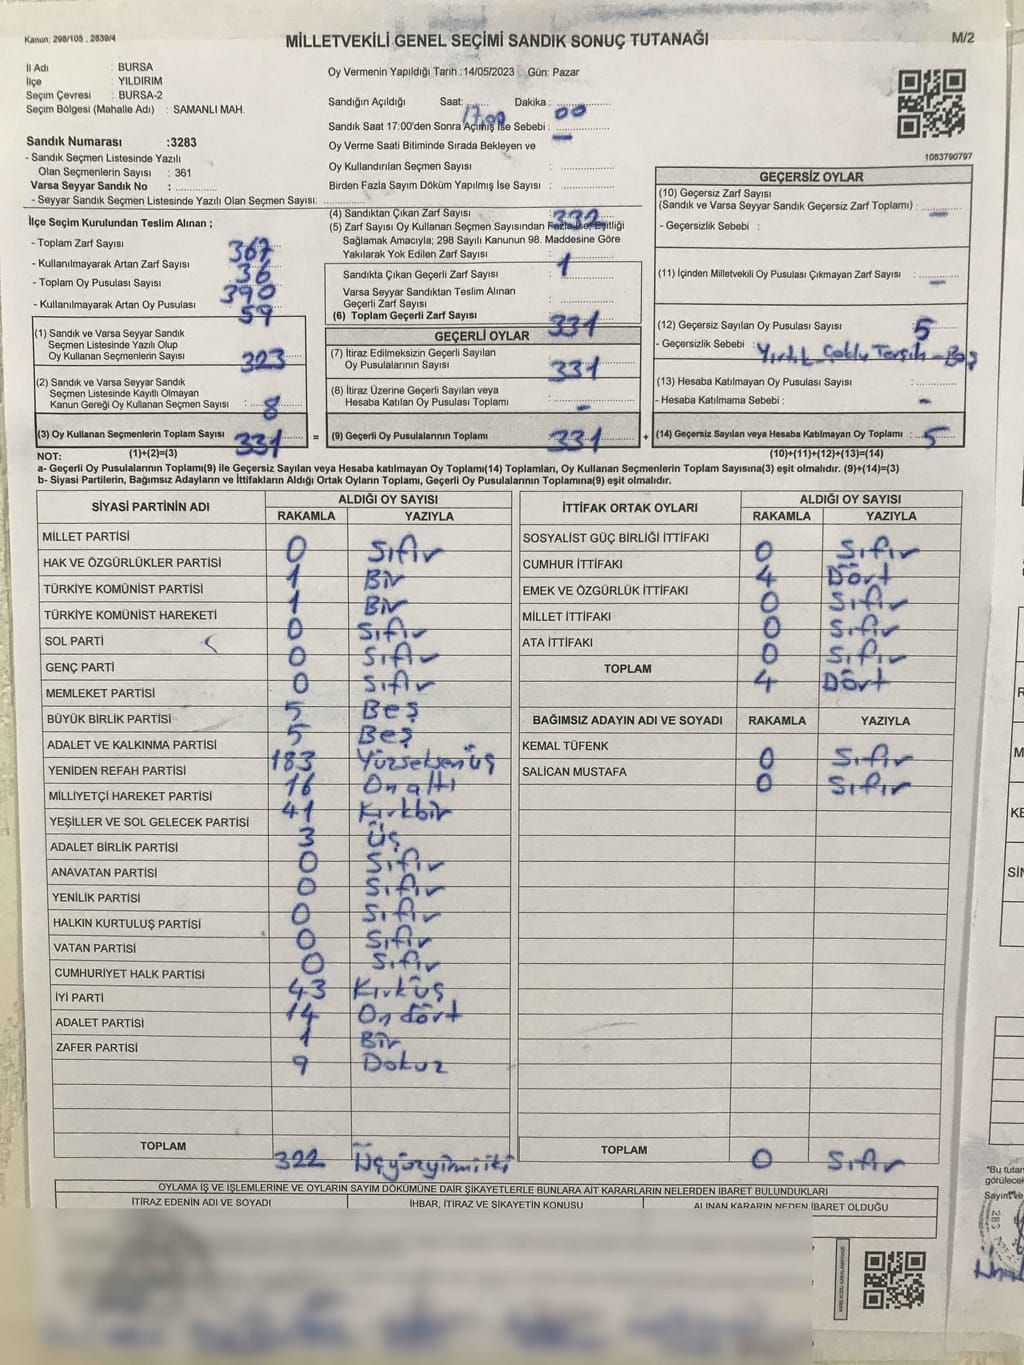 Kanun: 298/105 , 2839/4
MİLLETVEKİLİ GENEL SEÇİMİ SANDIK SONUÇ TUTANAĞI
M/2
İl Adı : BURSA
İlçe : YILDIRIM
Seçim Çevresi : BURSA-2
Seçim Bölgesi (Mahalle Adı) : SAMANLI MAH.
Sandık Numarası :3283
- Sandık Seçmen Listesinde Yazılı
Olan Seçmenlerin Sayısı : 361
Varsa Seyyar Sandık No : ............
- Seyyar Sandık Seçmen Listesinde Yazılı Olan Seçmen Sayısı: ............
Oy Vermenin Yapıldığı Tarih :14/05/2023 Gün: Pazar
Sandığın Açıldığı Saat: 17.00 Dakika : 00
Sandık Saat 17:00'den Sonra Açılmış İse Sebebi : —
Oy Verme Saati Bitiminde Sırada Bekleyen ve
Oy Kullandırılan Seçmen Sayısı : ............
Birden Fazla Sayım Döküm Yapılmış İse Sayısı : ............
1083790797
İlçe Seçim Kurulundan Teslim Alınan ;
- Toplam Zarf Sayısı : 367
- Kullanılmayarak Artan Zarf Sayısı : 36
- Toplam Oy Pusulası Sayısı : 390
- Kullanılmayarak Artan Oy Pusulası : 59
(1) Sandık ve Varsa Seyyar Sandık
Seçmen Listesinde Yazılı Olup
Oy Kullanan Seçmenlerin Sayısı : 323
(2) Sandık ve Varsa Seyyar Sandık
Seçmen Listesinde Kayıtlı Olmayan
Kanun Gereği Oy Kullanan Seçmen Sayısı : 8
(3) Oy Kullanan Seçmenlerin Toplam Sayısı 331
(4) Sandıktan Çıkan Zarf Sayısı 332
(5) Zarf Sayısı Oy Kullanan Seçmen Sayısından Fazla ise, Eşitliği
Sağlamak Amacıyla; 298 Sayılı Kanunun 98. Maddesine Göre
Yakılarak Yok Edilen Zarf Sayısı : 1
Sandıkta Çıkan Geçerli Zarf Sayısı
Varsa Seyyar Sandıktan Teslim Alınan
Geçerli Zarf Sayısı
(6) Toplam Geçerli Zarf Sayısı : 331
GEÇERLİ OYLAR
(7) İtiraz Edilmeksizin Geçerli Sayılan
Oy Pusulalarının Sayısı : 331
(8) İtiraz Üzerine Geçerli Sayılan veya
Hesaba Katılan Oy Pusulası Toplamı : -
= (9) Geçerli Oy Pusulalarının Toplamı : 331
GEÇERSİZ OYLAR
(10) Geçersiz Zarf Sayısı
(Sandık ve Varsa Seyyar Sandık Geçersiz Zarf Toplamı) : —
- Geçersizlik Sebebi :
(11) İçinden Milletvekili Oy Pusulası Çıkmayan Zarf Sayısı : —
(12) Geçersiz Sayılan Oy Pusulası Sayısı : 5
- Geçersizlik Sebebi : Yırtık - Çoklu Tercih - Boş
(13) Hesaba Katılmayan Oy Pusulası Sayısı : ............
- Hesaba Katılmama Sebebi : -
+ (14) Geçersiz Sayılan veya Hesaba Katılmayan Oy Toplamı : 5
NOT: (1)+(2)=(3) (10)+(11)+(12)+(13)=(14)
a- Geçerli Oy Pusulalarının Toplamı(9) ile Geçersiz Sayılan veya Hesaba katılmayan Oy Toplamı(14) Toplamları, Oy Kullanan Seçmenlerin Toplam Sayısına(3) eşit olmalıdır. (9)+(14)=(3)
b- Siyasi Partilerin, Bağımsız Adayların ve İttifakların Aldığı Ortak Oyların Toplamı, Geçerli Oy Pusulalarının Toplamına(9) eşit olmalıdır.
SİYASİ PARTİNİN ADI ALDIĞI OY SAYISI
RAKAMLA YAZIYLA
MİLLET PARTİSİ 0 Sıfır
HAK VE ÖZGÜRLÜKLER PARTİSİ 1 Bir
TÜRKİYE KOMÜNİST PARTİSİ 1 Bir
TÜRKİYE KOMÜNİST HAREKETİ 0 Sıfır
SOL PARTİ 0 Sıfır
GENÇ PARTİ 0 Sıfır
MEMLEKET PARTİSİ 5 Beş
BÜYÜK BİRLİK PARTİSİ 5 Beş
ADALET VE KALKINMA PARTİSİ 183 Yüzseksenüç
YENİDEN REFAH PARTİSİ 16 On altı
MİLLİYETÇİ HAREKET PARTİSİ 41 Kırkbir
YEŞİLLER VE SOL GELECEK PARTİSİ 3 Üç
ADALET BİRLİK PARTİSİ 0 Sıfır
ANAVATAN PARTİSİ 0 Sıfır
YENİLİK PARTİSİ 0 Sıfır
HALKIN KURTULUŞ PARTİSİ 0 Sıfır
VATAN PARTİSİ 0 Sıfır
CUMHURİYET HALK PARTİSİ 43 Kırküç
İYİ PARTİ 14 On dört
ADALET PARTİSİ 1 Bir
ZAFER PARTİSİ 9 Dokuz
TOPLAM 322 Üçyüzyirmiiki
İTTİFAK ORTAK OYLARI ALDIĞI OY SAYISI
RAKAMLA YAZIYLA
SOSYALİST GÜÇ BİRLİĞİ İTTİFAKI 0 Sıfır
CUMHUR İTTİFAKI 4 Dört
EMEK VE ÖZGÜRLÜK İTTİFAKI 0 Sıfır
MİLLET İTTİFAKI 0 Sıfır
ATA İTTİFAKI 0 Sıfır
TOPLAM 4 Dört
BAĞIMSIZ ADAYIN ADI VE SOYADI RAKAMLA YAZIYLA
KEMAL TÜFENK 0 Sıfır
SALİCAN MUSTAFA 0 Sıfır
TOPLAM 0 Sıfır
OYLAMA İŞ VE İŞLEMLERİNE VE OYLARIN SAYIM DÖKÜMÜNE DAİR ŞİKAYETLERLE BUNLARA AİT KARARLARIN NELERDEN İBARET BULUNDUKLARI
İTİRAZ EDENİN ADI VE SOYADI İHBAR, İTİRAZ VE ŞİKAYETİN KONUSU ALINAN KARARIN NEDEN İBARET OLDUĞU
"Bu tutan
görülecek
Sayım ve
283